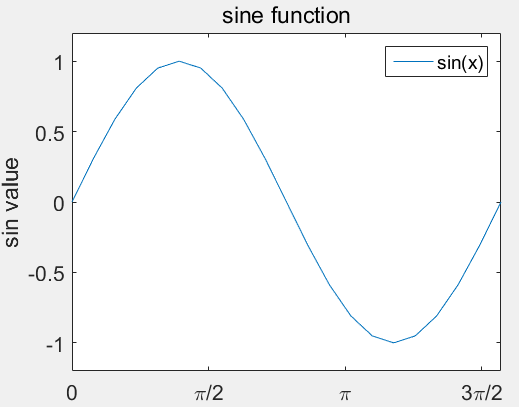 sine function
sin(x)
sin value
1
0.5
0
-0.5
-1
0 π/2 π 3π/2